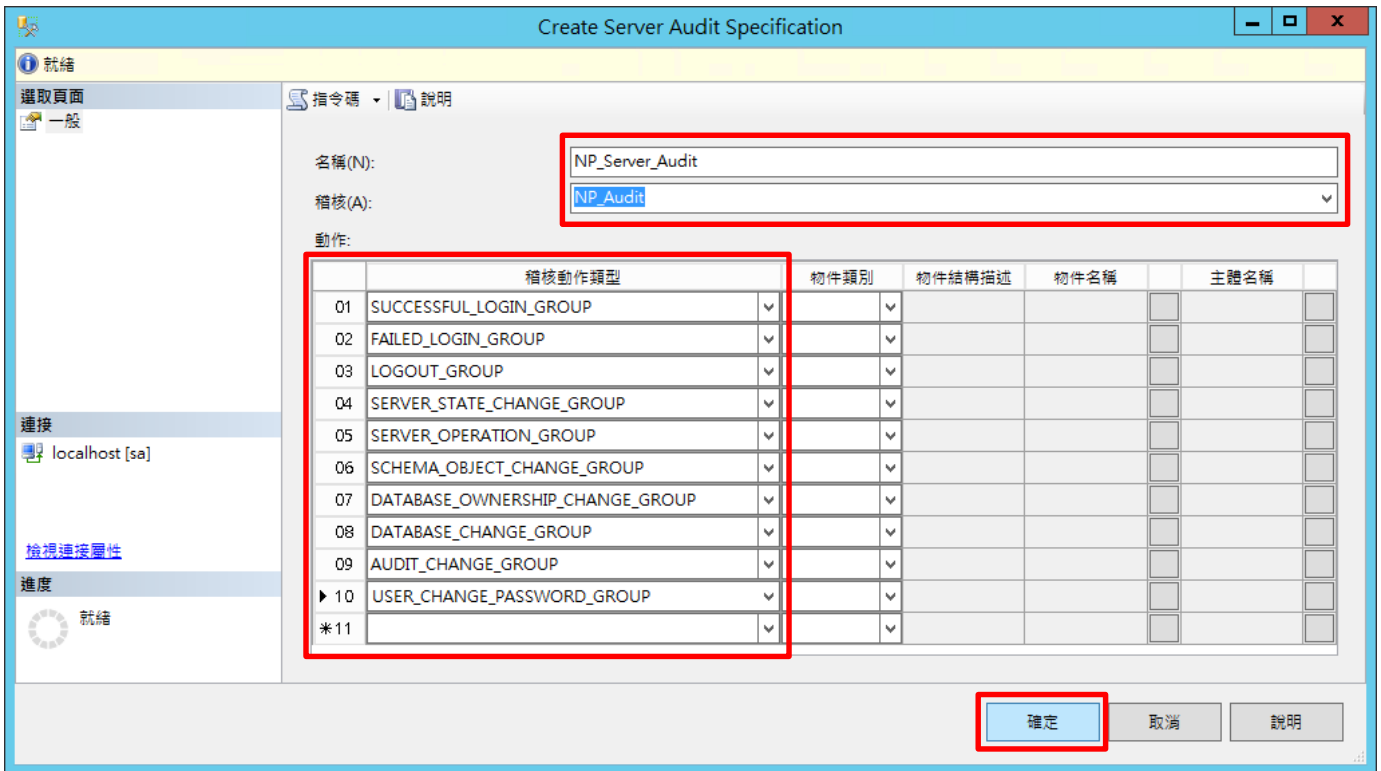 Create Server Audit Specification
就緒
選取頁面
一般
指令碼 說明
名稱(N): NP_Server_Audit
稽核(A): NP_Audit
動作:
稽核動作類型 物件類別 物件結構描述 物件名稱 主體名稱
01 SUCCESSFUL_LOGIN_GROUP
02 FAILED_LOGIN_GROUP
03 LOGOUT_GROUP
04 SERVER_STATE_CHANGE_GROUP
05 SERVER_OPERATION_GROUP
06 SCHEMA_OBJECT_CHANGE_GROUP
07 DATABASE_OWNERSHIP_CHANGE_GROUP
08 DATABASE_CHANGE_GROUP
09 AUDIT_CHANGE_GROUP
10 USER_CHANGE_PASSWORD_GROUP
*11
連接
localhost [sa]
檢視連接屬性
進度
就緒
確定 取消 說明